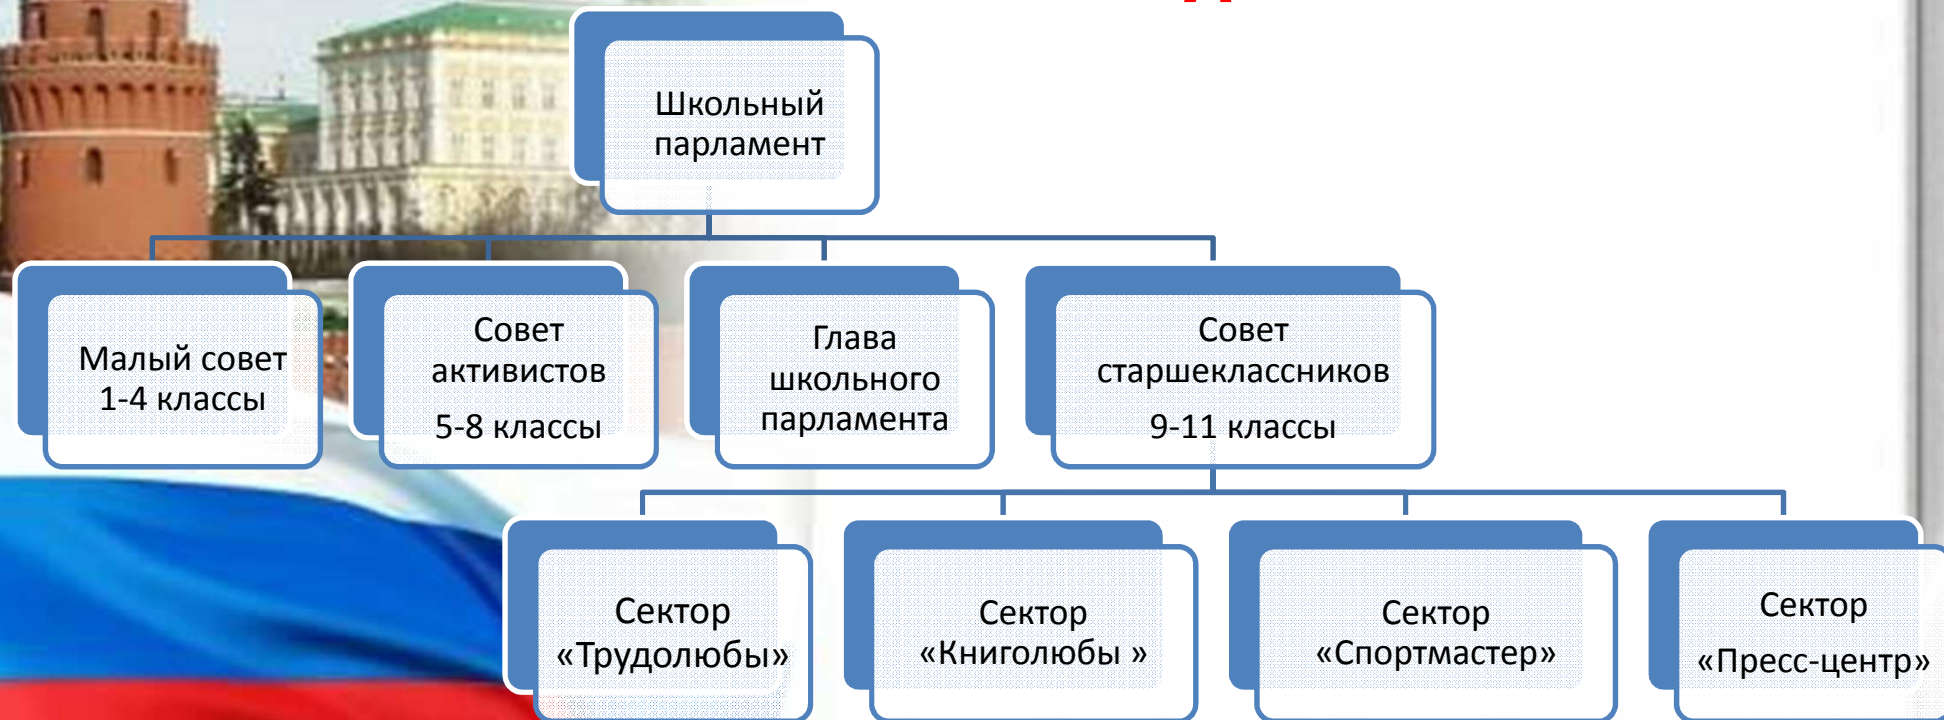 Школьный
парламент
Малый совет
1-4 классы
Совет
активистов
5-8 классы
Глава
школьного
парламента
Совет
старшеклассников
9-11 классы
Сектор
«Трудолюбы»
Сектор
«Книголюбы »
Сектор
«Спортмастер»
Сектор
«Пресс-центр»